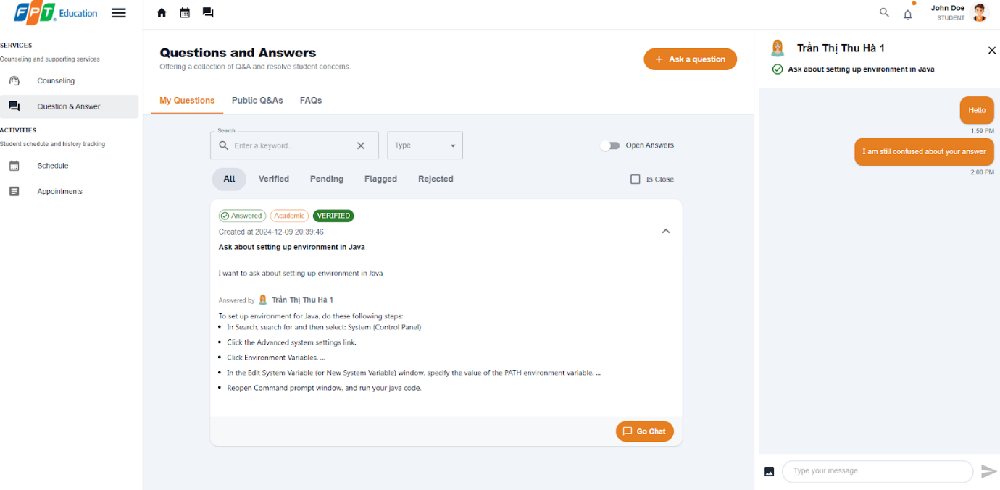 FPT Education
SERVICES
Counseling and supporting services
Counseling
Question & Answer
ACTIVITIES
Student schedule and history tracking
Schedule
Appointments
John Doe
STUDENT
Questions and Answers
Offering a collection of Q&A and resolve student concerns.
+ Ask a question
My Questions Public Q&As FAQs
Search
Enter a keyword...
Type
Open Answers
All Verified Pending Flagged Rejected
Is Close
Answered Academic VERIFIED
Created at 2024-12-09 20:39:46
Ask about setting up environment in Java
I want to ask about setting up environment in Java
Answered by Trần Thị Thu Hà 1
To set up environment for Java, do these following steps:
• In Search, search for and then select: System (Control Panel)
• Click the Advanced system settings link.
• Click Environment Variables. ...
• In the Edit System Variable (or New System Variable) window, specify the value of the PATH environment variable. ...
• Reopen Command prompt window, and run your java code.
Go Chat
Trần Thị Thu Hà 1
Ask about setting up environment in Java
Hello
1:59 PM
I am still confused about your answer
2:00 PM
Type your message